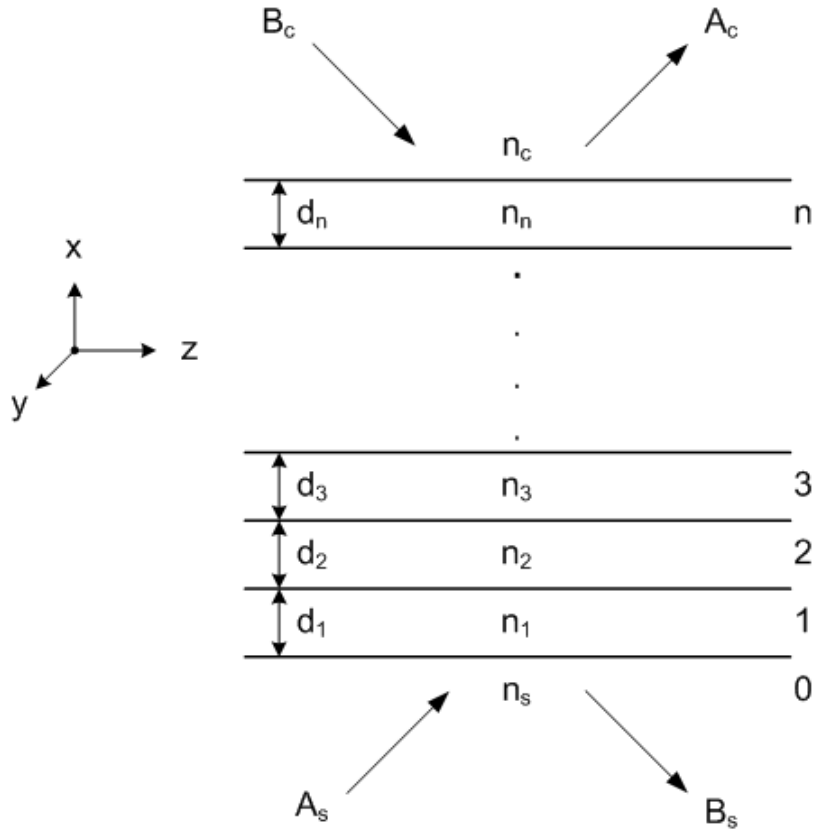 B_c A_c
n_c
d_n n_n n
x
z
y
d_3 n_3 3
d_2 n_2 2
d_1 n_1 1
n_s 0
A_s B_s